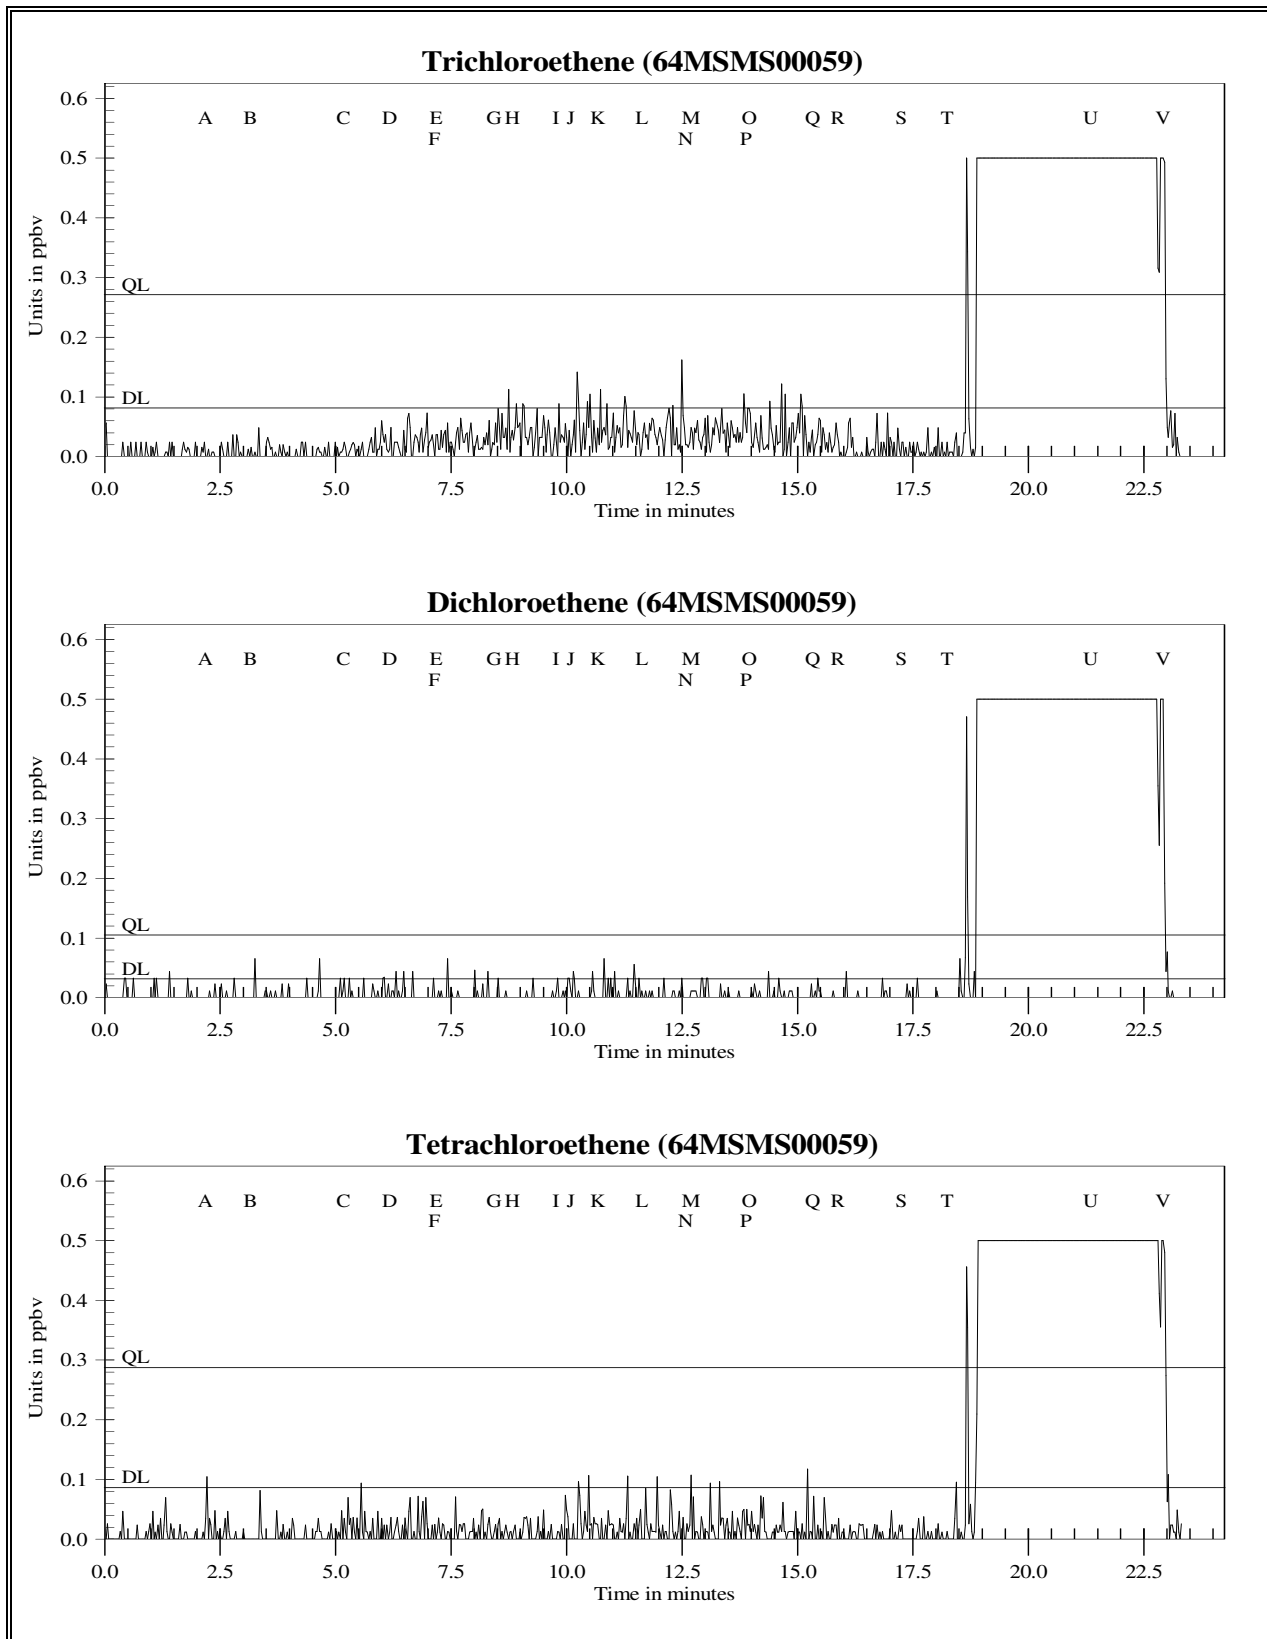 Trichloroethene (64MSMS00059)
0.6
A B C D E G H I J K L M O Q R S T U V
F N P
0.5
0.4
Units in ppbv
0.3
QL
0.2
0.1
DL
0.0
0.0 2.5 5.0 7.5 10.0 12.5 15.0 17.5 20.0 22.5
Time in minutes
Dichloroethene (64MSMS00059)
0.6
A B C D E G H I J K L M O Q R S T U V
F N P
0.5
0.4
Units in ppbv
0.3
0.2
QL
0.1
DL
0.0
0.0 2.5 5.0 7.5 10.0 12.5 15.0 17.5 20.0 22.5
Time in minutes
Tetrachloroethene (64MSMS00059)
0.6
A B C D E G H I J K L M O Q R S T U V
F N P
0.5
0.4
Units in ppbv
QL
0.3
0.2
DL
0.1
0.0
0.0 2.5 5.0 7.5 10.0 12.5 15.0 17.5 20.0 22.5
Time in minutes